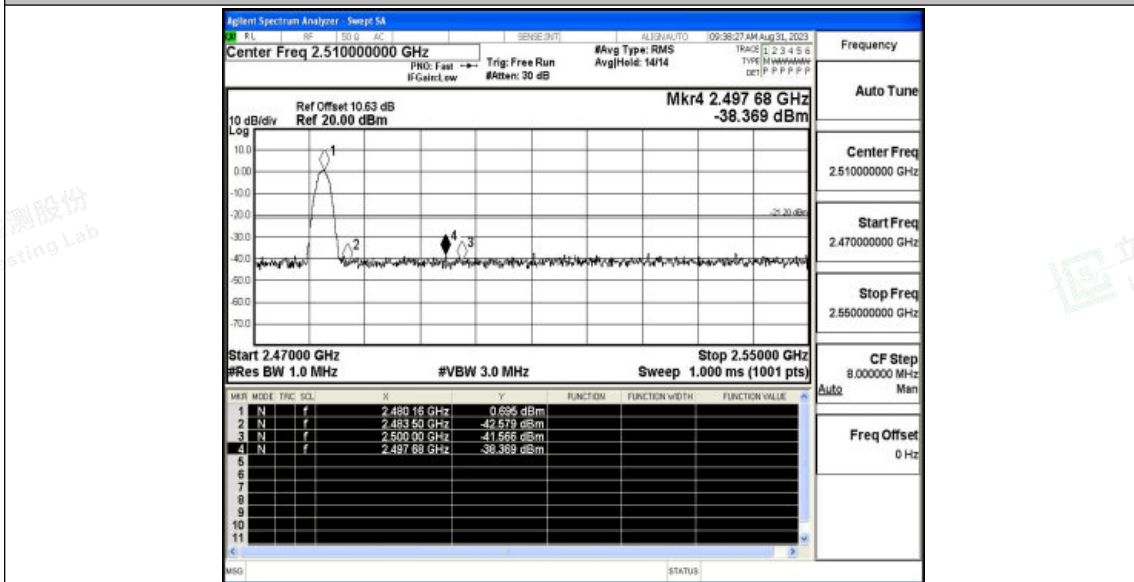 Agilent Spectrum Analyzer - Swept SA
RL RF 50 Ω AC SENSE:INT ALIGNAUTO 09:38:27 AM Aug 31, 2023
Center Freq 2.510000000 GHz
PNO: Fast
IFGain:Low
Trig: Free Run
#Atten: 30 dB
#Avg Type: RMS
Avg|Hold: 14/14
TRACE 1 2 3 4 5 6
TYPE M WWWWW
DET P P P P P P
Frequency
Auto Tune
Mkr4 2.497 68 GHz
-38.369 dBm
Ref Offset 10.63 dB
10 dB/div Ref 20.00 dBm
Log
10.0
0.00
-10.0
-20.0
-30.0
-40.0
-50.0
-60.0
-70.0
1
2
4
3
-21.20 dBm
Center Freq
2.510000000 GHz
Start Freq
2.470000000 GHz
Stop Freq
2.550000000 GHz
Start 2.47000 GHz Stop 2.55000 GHz
#Res BW 1.0 MHz #VBW 3.0 MHz Sweep 1.000 ms (1001 pts)
CF Step
8.000000 MHz
Auto Man
MKR MODE TRC SCL X Y FUNCTION FUNCTION WIDTH FUNCTION VALUE
1 N f 2.480 16 GHz 0.695 dBm
2 N f 2.483 50 GHz -42.579 dBm
3 N f 2.500 00 GHz -41.566 dBm
4 N f 2.497 68 GHz -38.369 dBm
5
6
7
8
9
10
11
Freq Offset
0 Hz
MSG STATUS
测股份
sting Lab
立